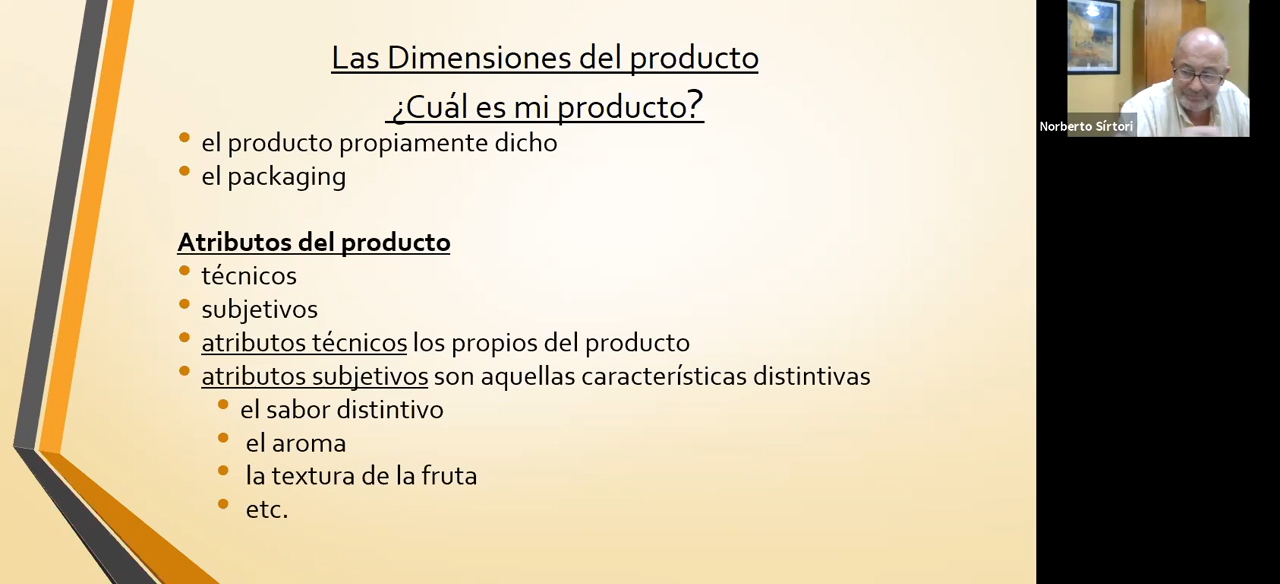 Las Dimensiones del producto
¿Cuál es mi producto?
el producto propiamente dicho
el packaging
Atributos del producto
técnicos
subjetivos
atributos técnicos los propios del producto
atributos subjetivos son aquellas características distintivas
el sabor distintivo
el aroma
la textura de la fruta
etc.
Norberto Sírtori